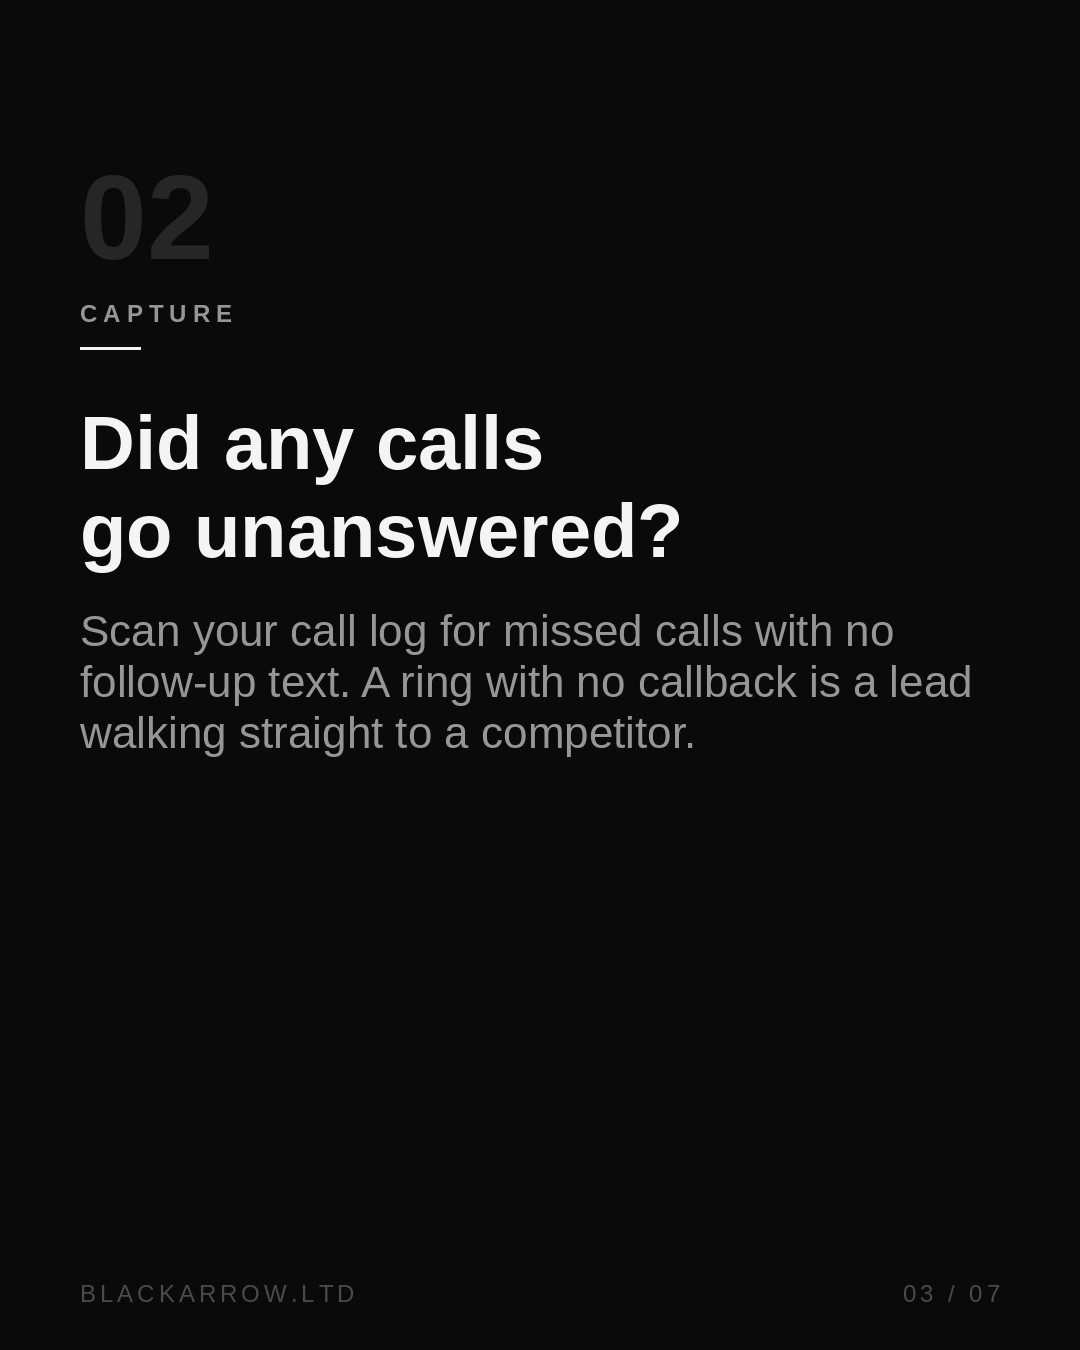 02
CAPTURE
Did any calls
go unanswered?
Scan your call log for missed calls with no
follow-up text. A ring with no callback is a lead
walking straight to a competitor.
BLACKARROW.LTD
03 / 07